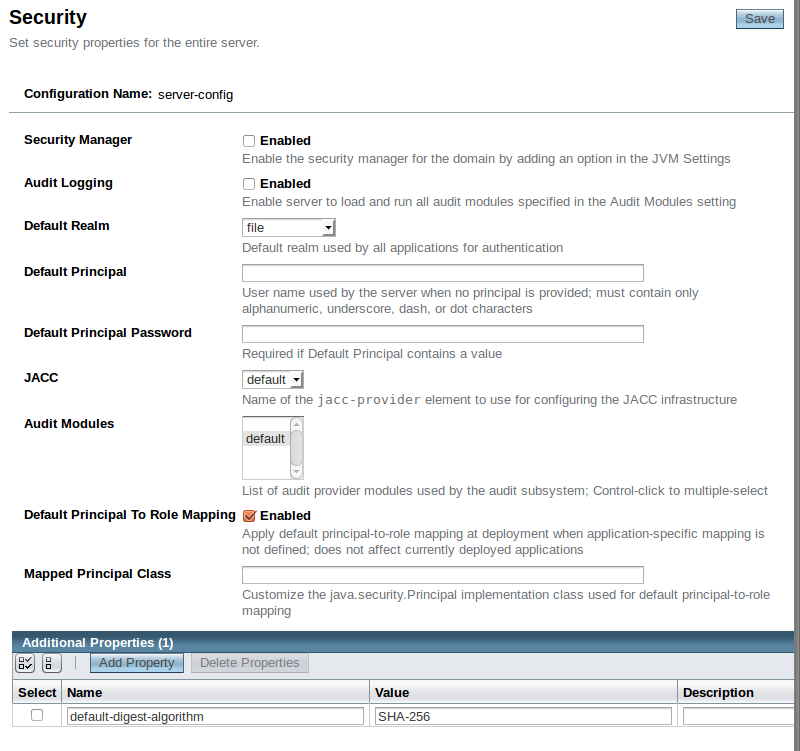 Security
Save
Set security properties for the entire server.
Configuration Name: server-config
Security Manager
Enabled
Enable the security manager for the domain by adding an option in the JVM Settings
Audit Logging
Enabled
Enable server to load and run all audit modules specified in the Audit Modules setting
Default Realm
file
Default realm used by all applications for authentication
Default Principal
User name used by the server when no principal is provided; must contain only
alphanumeric, underscore, dash, or dot characters
Default Principal Password
Required if Default Principal contains a value
JACC
default
Name of the jacc-provider element to use for configuring the JACC infrastructure
Audit Modules
default
List of audit provider modules used by the audit subsystem; Control-click to multiple-select
Default Principal To Role Mapping
Enabled
Apply default principal-to-role mapping at deployment when application-specific mapping is
not defined; does not affect currently deployed applications
Mapped Principal Class
Customize the java.security.Principal implementation class used for default principal-to-role
mapping
Additional Properties (1)
Add Property
Delete Properties
Select Name Value Description
default-digest-algorithm SHA-256